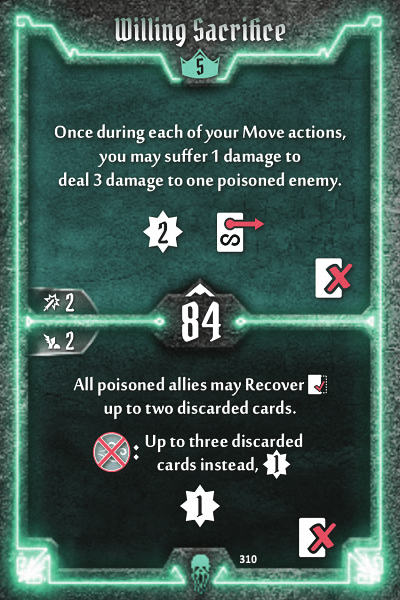 Willing Sacrifice
5
Once during each of your Move actions,
you may suffer 1 damage to
deal 3 damage to one poisoned enemy.
2
2
84
2
All poisoned allies may Recover
up to two discarded cards.
: Up to three discarded
cards instead, 1
1
310